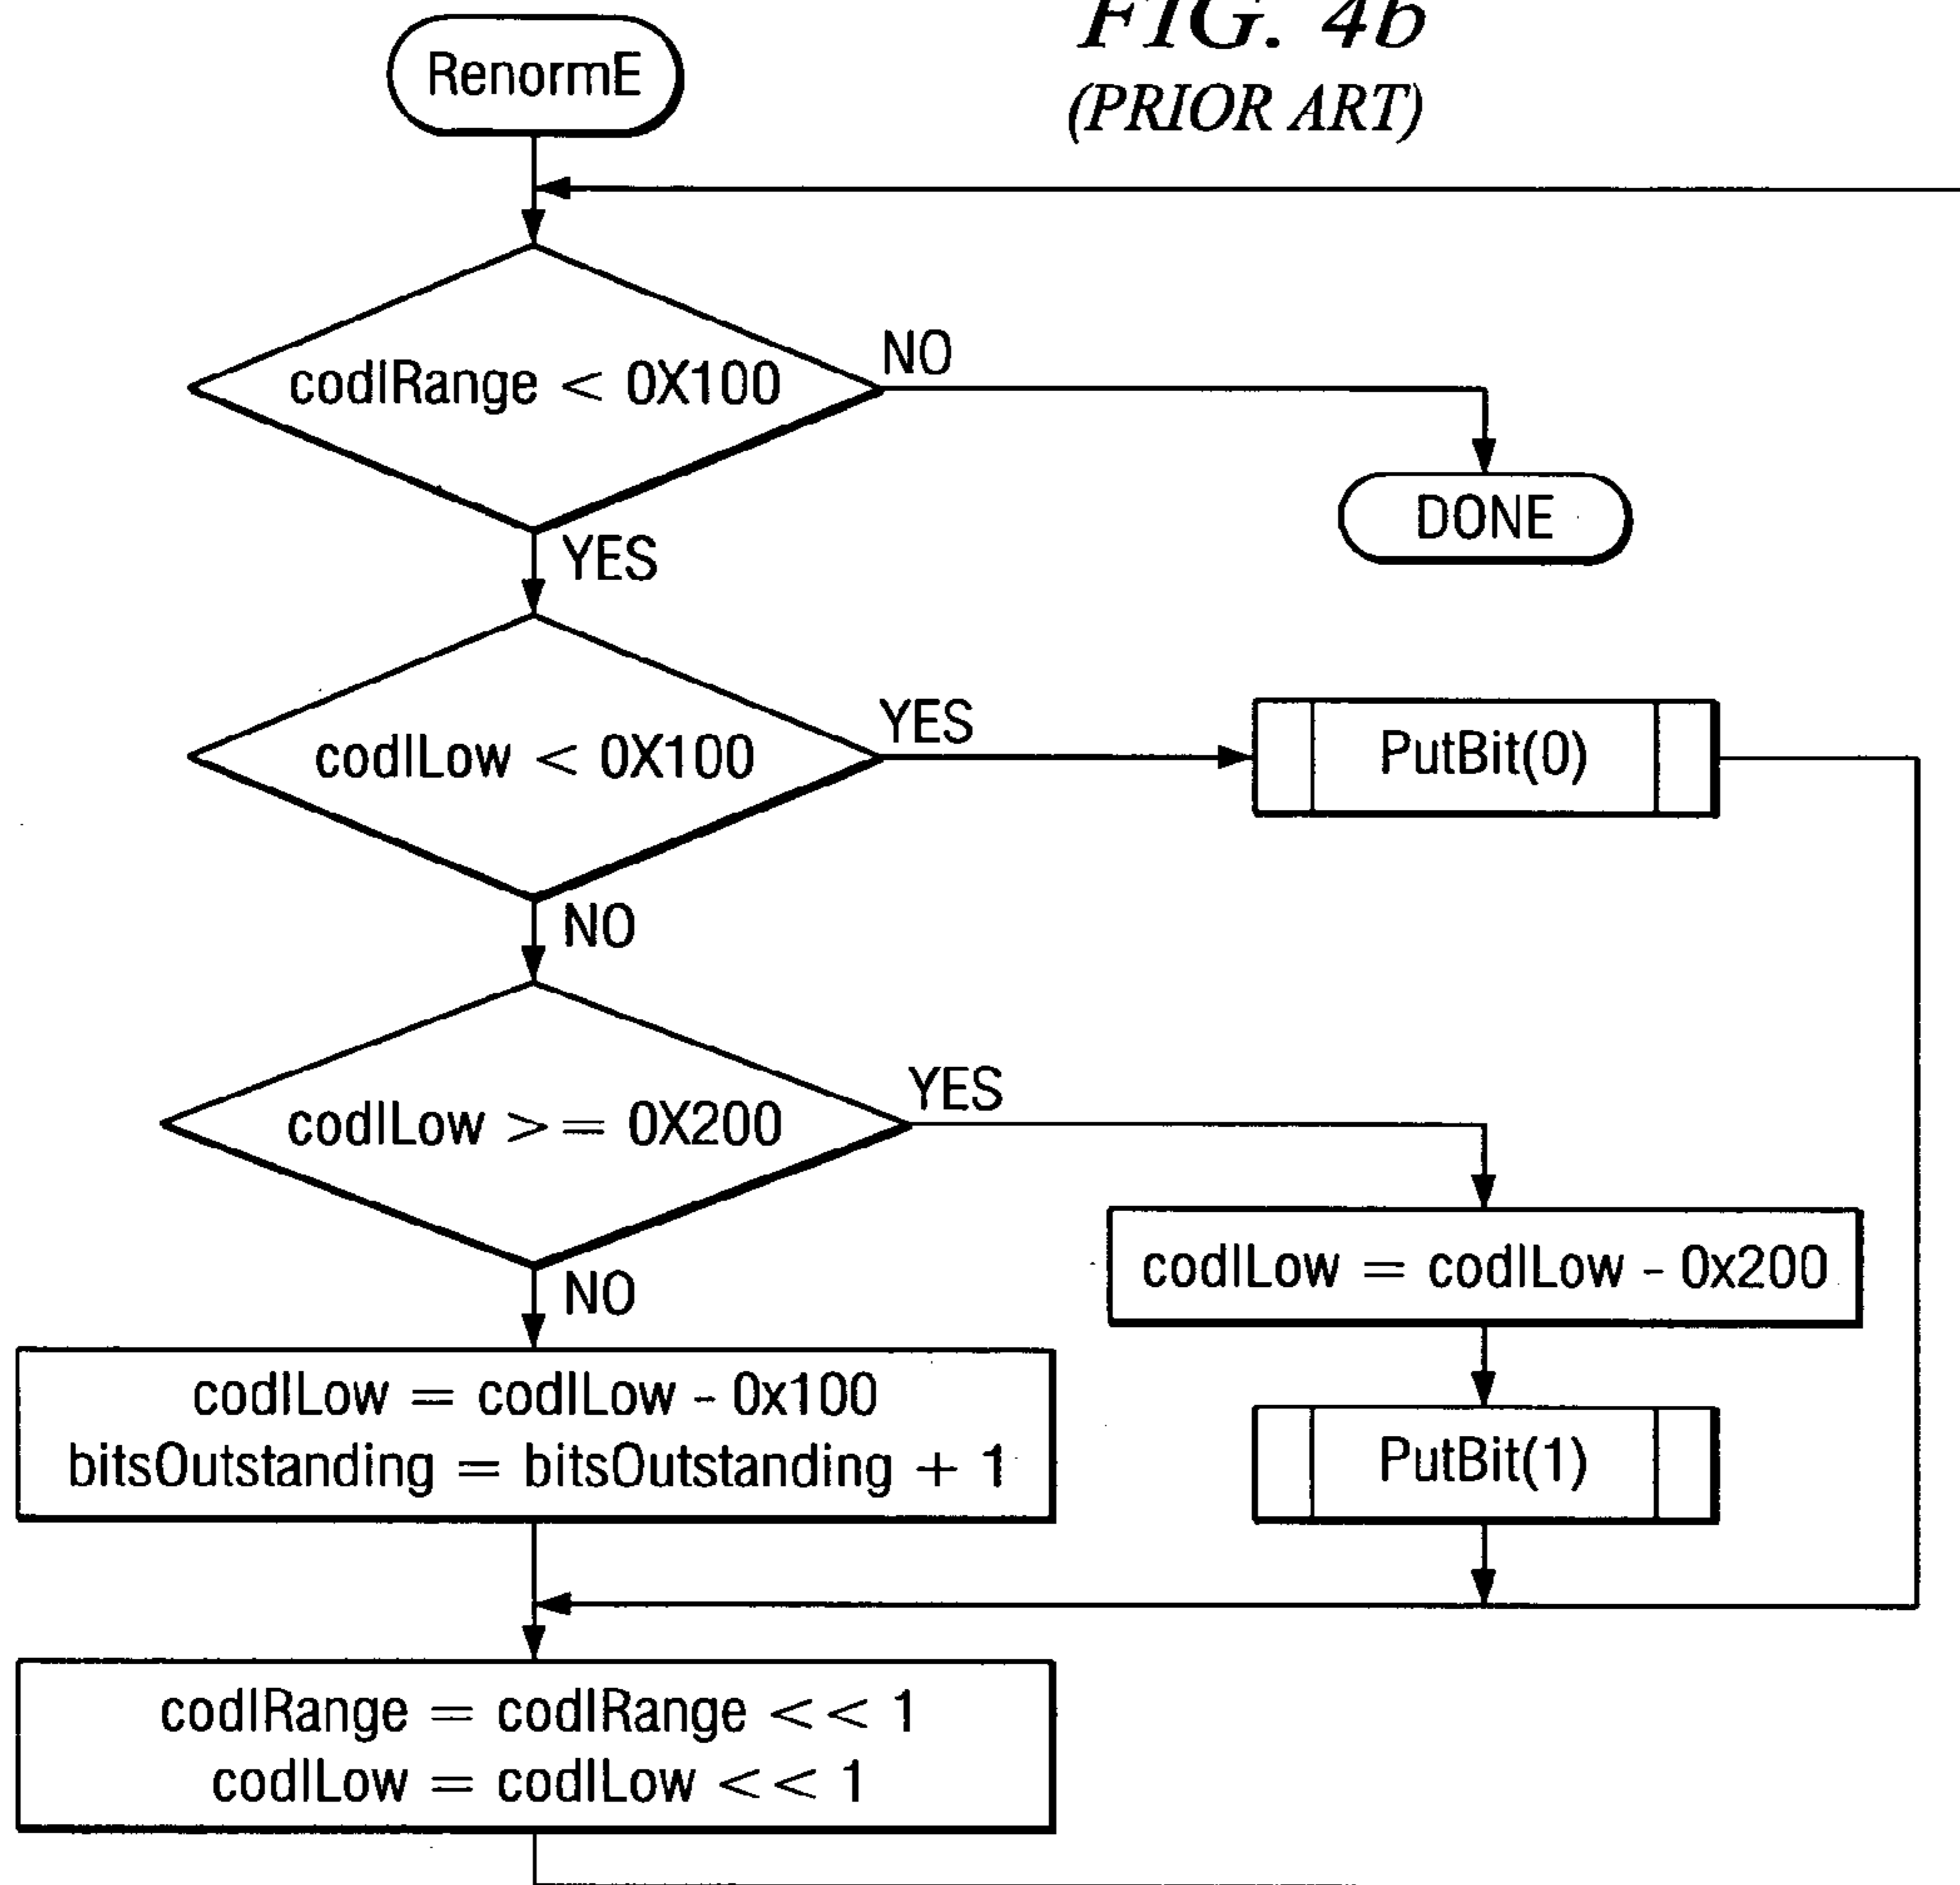 FIG. 4b
(PRIOR ART)
RenormE
codIRange < 0X100
NO
DONE
YES
codILow < 0X100
YES
PutBit(0)
NO
codILow >= 0X200
YES
codILow = codILow - 0x200
NO
codILow = codILow - 0x100
bitsOutstanding = bitsOutstanding + 1
PutBit(1)
codIRange = codIRange << 1
codILow = codILow << 1